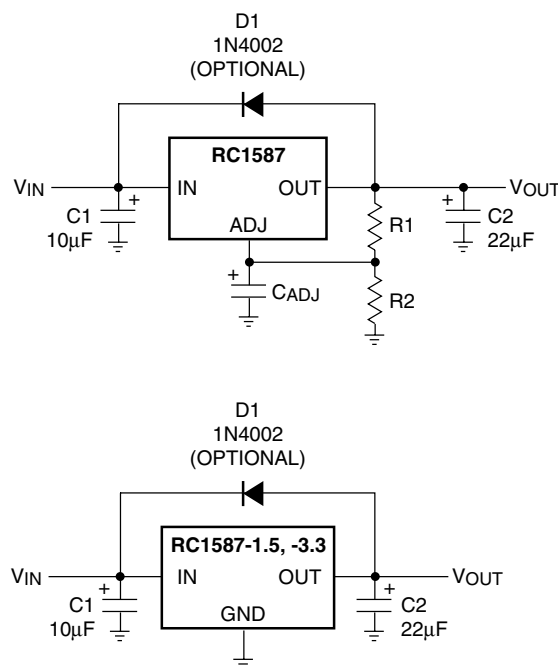 D1
1N4002
(OPTIONAL)
RC1587
VIN
IN
OUT
VOUT
C1
+
10μF
ADJ
R1
+
C2
22μF
+
CADJ
R2
D1
1N4002
(OPTIONAL)
RC1587-1.5, -3.3
VIN
IN
OUT
VOUT
C1
+
10μF
GND
+
C2
22μF